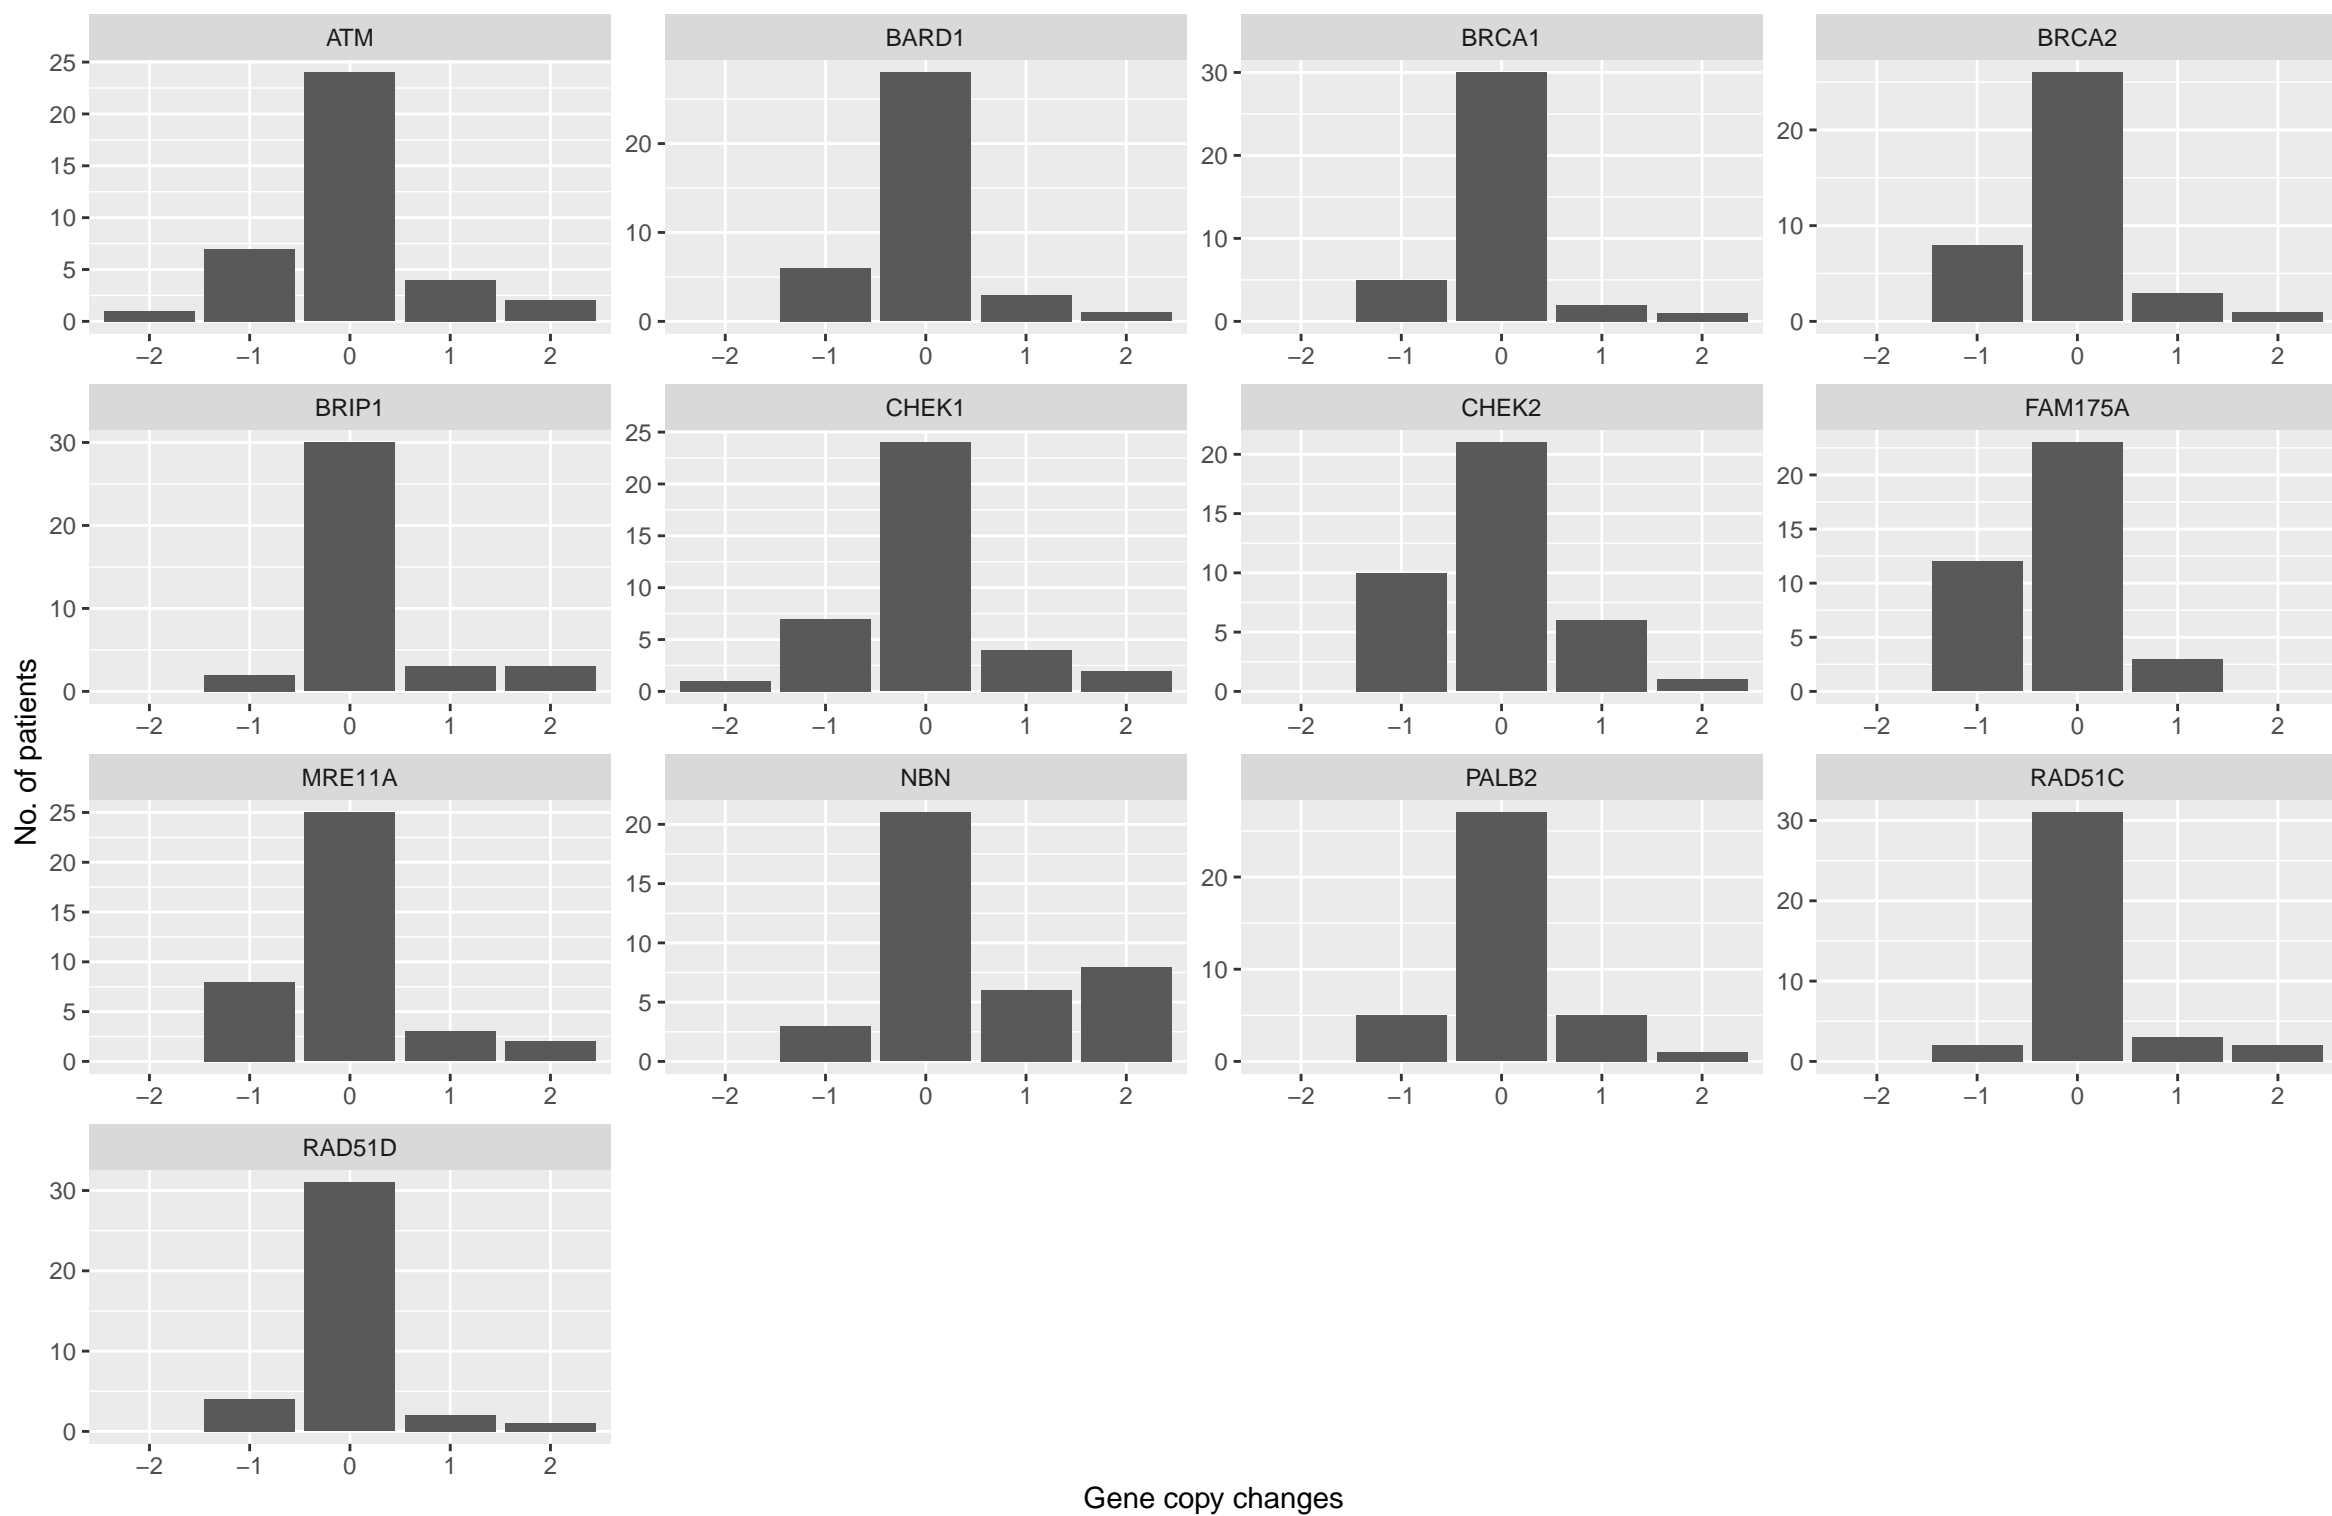 ATM BARD1 BRCA1 BRCA2
25 20 15 10 5 0
20 10 0
30 20 10 0
20 10 0
−2 −1 0 1 2 −2 −1 0 1 2 −2 −1 0 1 2 −2 −1 0 1 2
BRIP1 CHEK1 CHEK2 FAM175A
30 20 10 0
25 20 15 10 5 0
20 15 10 5 0
20 15 10 5 0
−2 −1 0 1 2 −2 −1 0 1 2 −2 −1 0 1 2 −2 −1 0 1 2
No. of patients
MRE11A NBN PALB2 RAD51C
25 20 15 10 5 0
20 15 10 5 0
20 10 0
30 20 10 0
−2 −1 0 1 2 −2 −1 0 1 2 −2 −1 0 1 2 −2 −1 0 1 2
RAD51D
30 20 10 0
−2 −1 0 1 2
Gene copy changes